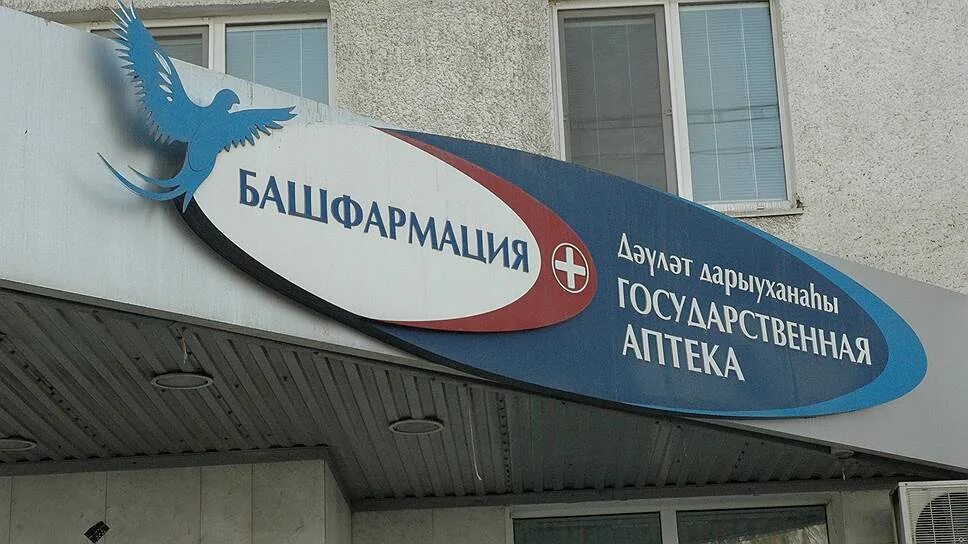 БАШФАРМАЦИЯ
Дәүләт дарыуханаһы
ГОСУДАРСТВЕННАЯ
АПТЕКА